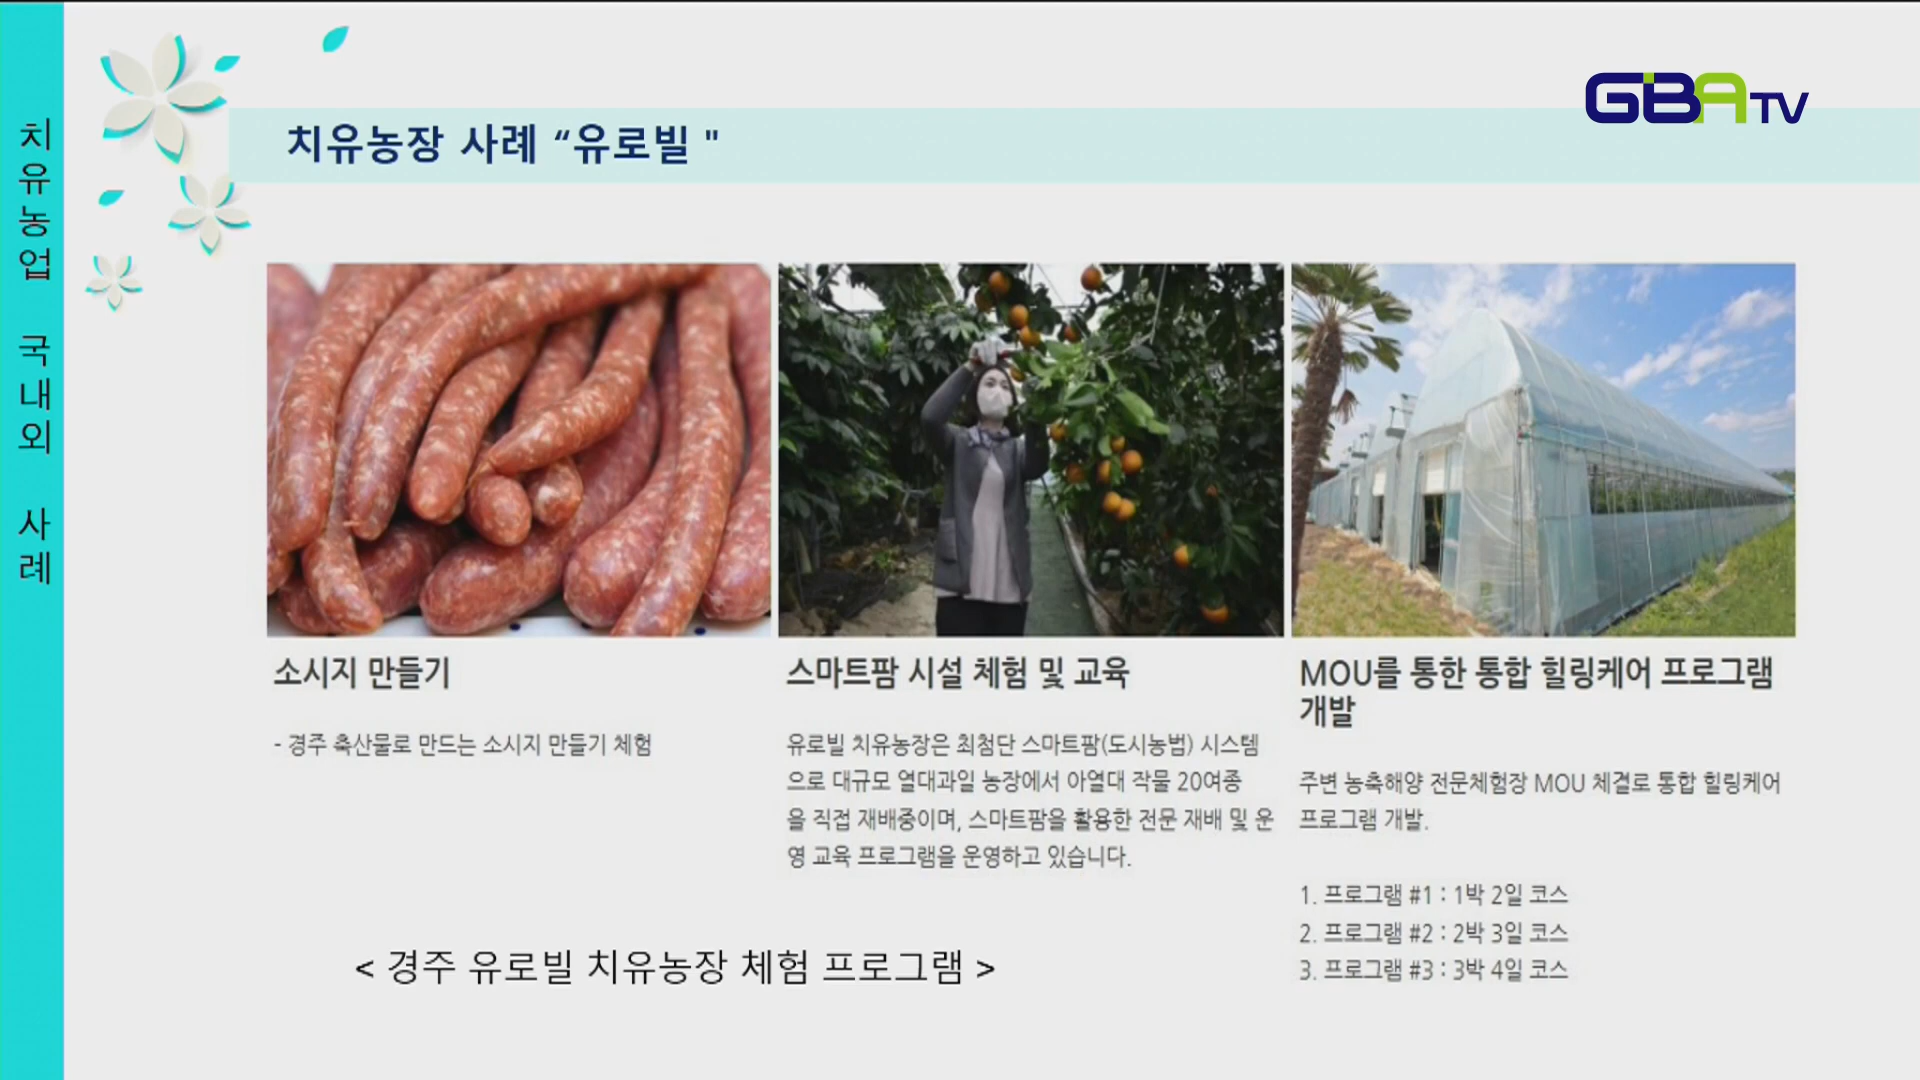 치유농업 국내외 사례
GBA TV
치유농장 사례 “유로빌 "
소시지 만들기
- 경주 축산물로 만드는 소시지 만들기 체험
스마트팜 시설 체험 및 교육
유로빌 치유농장은 최첨단 스마트팜(도시농법) 시스템
으로 대규모 열대과일 농장에서 아열대 작물 20여종
을 직접 재배중이며, 스마트팜을 활용한 전문 재배 및 운
영 교육 프로그램을 운영하고 있습니다.
MOU를 통한 통합 힐링케어 프로그램
개발
주변 농축해양 전문체험장 MOU 체결로 통합 힐링케어
프로그램 개발.
1. 프로그램 #1 : 1박 2일 코스
2. 프로그램 #2 : 2박 3일 코스
3. 프로그램 #3 : 3박 4일 코스
< 경주 유로빌 치유농장 체험 프로그램 >